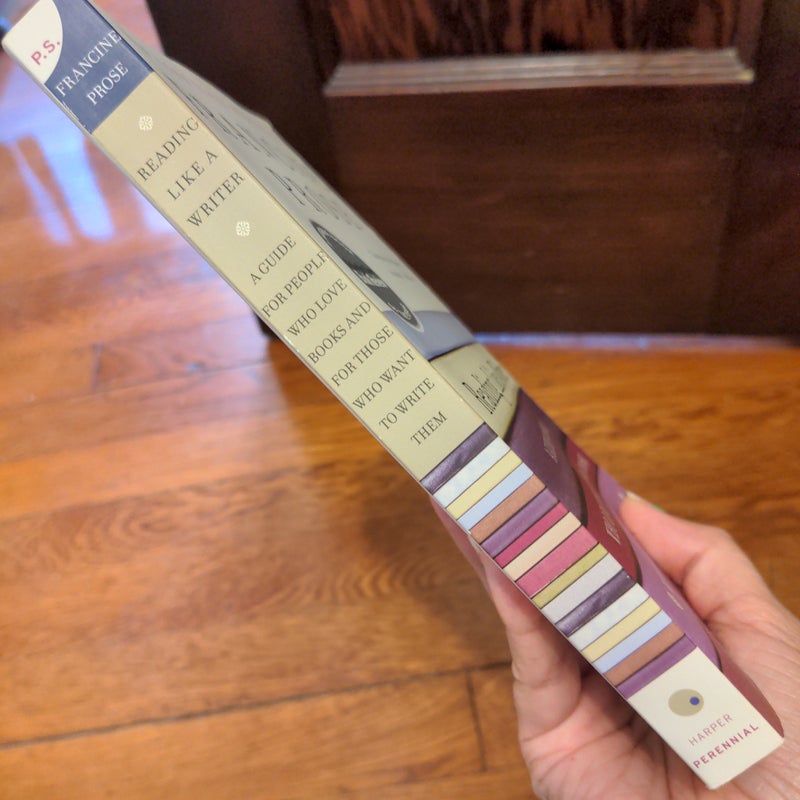 P.S.
FRANCINE
PROSE
READING
LIKE A
WRITER
A GUIDE
FOR PEOPLE
WHO LOVE
BOOKS AND
FOR THOSE
WHO WANT
TO WRITE
THEM
HARPER
PERENNIAL